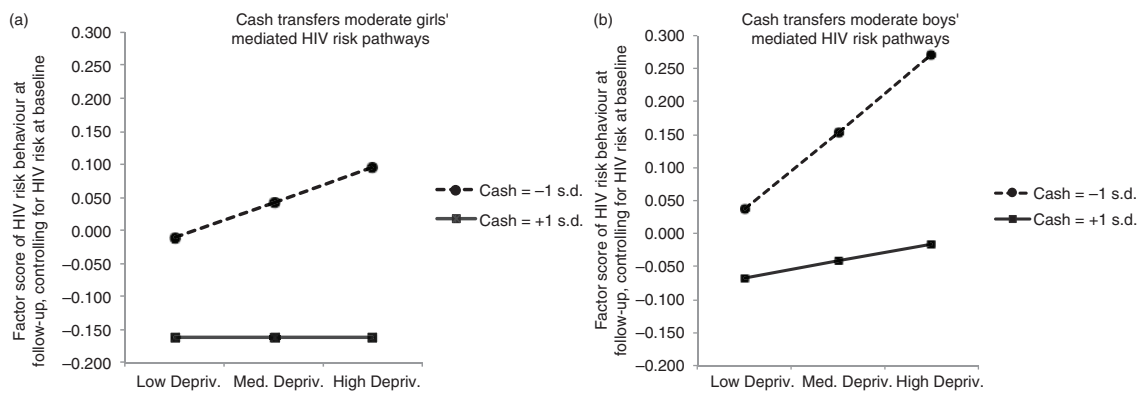 (a)
Cash transfers moderate girls'
mediated HIV risk pathways
Factor score of HIV risk behaviour at
follow-up, controlling for HIV risk at baseline
0.300
0.250
0.200
0.150
0.100
0.050
0.000
–0.050
–0.100
–0.150
–0.200
Low Depriv. Med. Depriv. High Depriv.
Cash = –1 s.d.
Cash = +1 s.d.
(b)
Cash transfers moderate boys'
mediated HIV risk pathways
Factor score of HIV risk behaviour at
follow-up, controlling for HIV risk at baseline
0.300
0.250
0.200
0.150
0.100
0.050
0.000
–0.050
–0.100
–0.150
–0.200
Low Depriv. Med. Depriv. High Depriv.
Cash = –1 s.d.
Cash = +1 s.d.